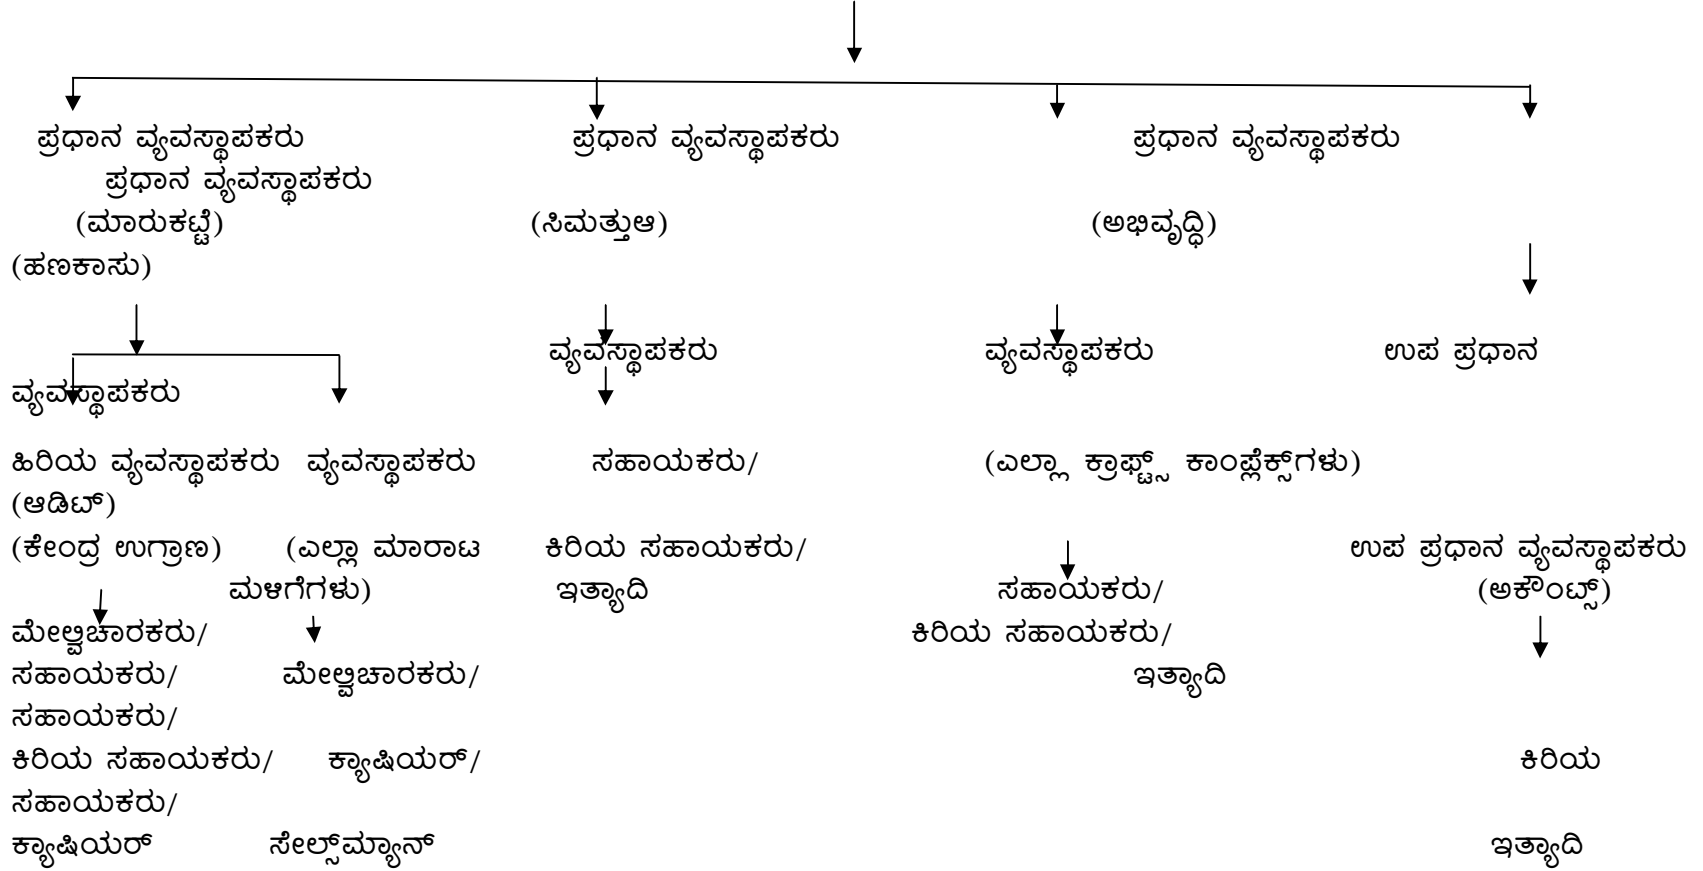 ಪ್ರಧಾನ ವ್ಯವಸ್ಥಾಪಕರು ಪ್ರಧಾನ ವ್ಯವಸ್ಥಾಪಕರು ಪ್ರಧಾನ ವ್ಯವಸ್ಥಾಪಕರು
ಪ್ರಧಾನ ವ್ಯವಸ್ಥಾಪಕರು
(ಮಾರುಕಟ್ಟೆ) (ಸಿಮತ್ತುಆ) (ಅಭಿವೃದ್ಧಿ)
(ಹಣಕಾಸು)
ವ್ಯವಸ್ಥಾಪಕರು ವ್ಯವಸ್ಥಾಪಕರು ಉಪ ಪ್ರಧಾನ
ವ್ಯವಸ್ಥಾಪಕರು
ಹಿರಿಯ ವ್ಯವಸ್ಥಾಪಕರು ವ್ಯವಸ್ಥಾಪಕರು ಸಹಾಯಕರು/ (ಎಲ್ಲಾ ಕ್ರಾಫ್ಟ್ಸ್ ಕಾಂಪ್ಲೆಕ್ಸ್‌ಗಳು)
(ಆಡಿಟ್)
(ಕೇಂದ್ರ ಉಗ್ರಾಣ) (ಎಲ್ಲಾ ಮಾರಾಟ ಕಿರಿಯ ಸಹಾಯಕರು/ ಉಪ ಪ್ರಧಾನ ವ್ಯವಸ್ಥಾಪಕರು
ಮಳಿಗೆಗಳು) ಇತ್ಯಾದಿ ಸಹಾಯಕರು/ (ಅಕೌಂಟ್ಸ್)
ಮೇಲ್ವಿಚಾರಕರು/ ಕಿರಿಯ ಸಹಾಯಕರು/
ಸಹಾಯಕರು/ ಮೇಲ್ವಿಚಾರಕರು/ ಇತ್ಯಾದಿ
ಸಹಾಯಕರು/
ಕಿರಿಯ ಸಹಾಯಕರು/ ಕ್ಯಾಷಿಯರ್/ ಕಿರಿಯ
ಸಹಾಯಕರು/
ಕ್ಯಾಷಿಯರ್ ಸೇಲ್ಸ್‌ಮ್ಯಾನ್ ಇತ್ಯಾದಿ